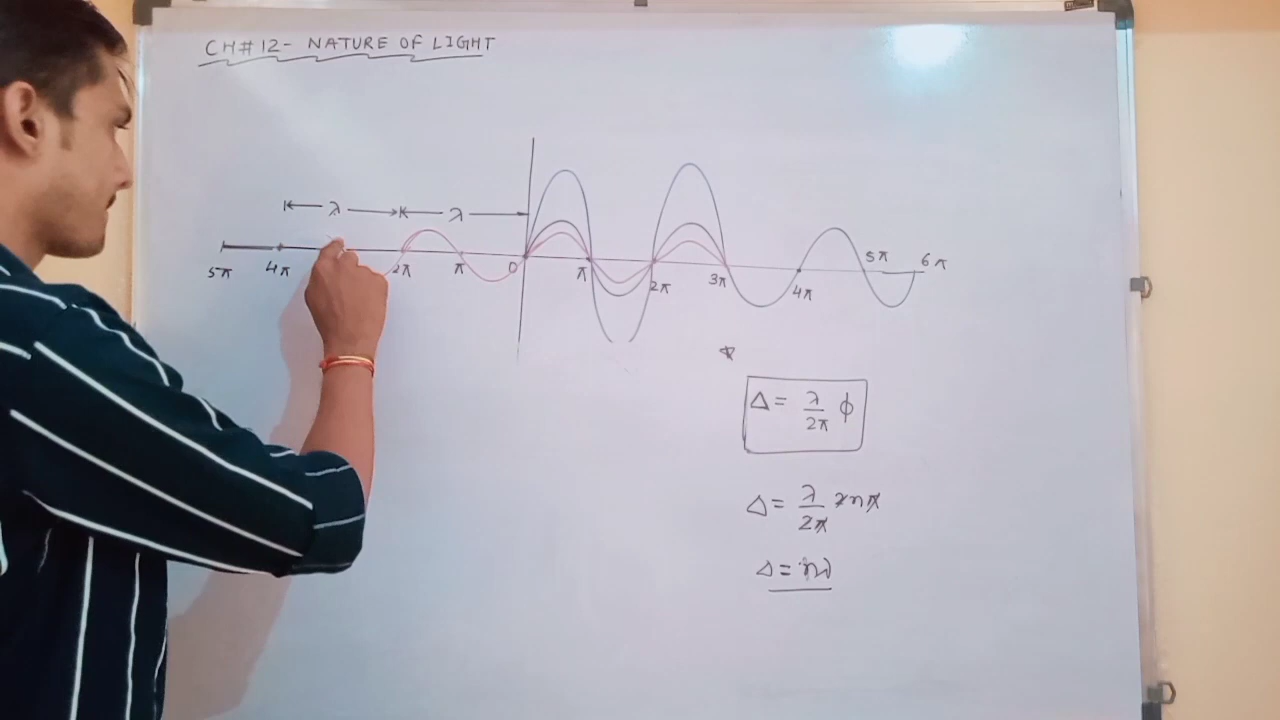 CH# 12- NATURE OF LIGHT
λ λ
5π 4π 2π π 0 π 2π 3π 4π 5π 6π
*
Δ = λ/2π ϕ
Δ = λ/2π 2nπ
Δ = nλ